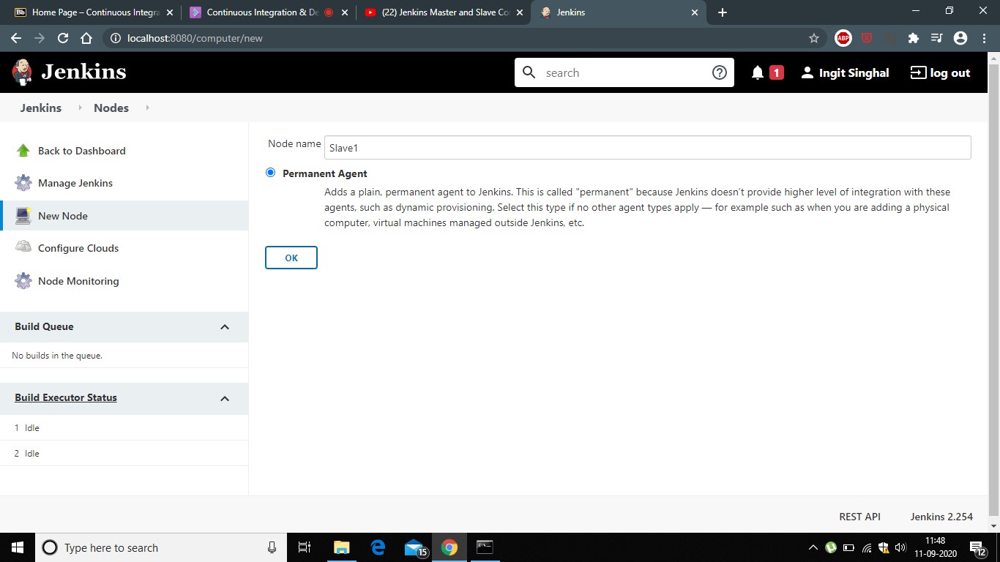 Home Page – Continuous Integra
Continuous Integration & De
(22) Jenkins Master and Slave Co
Jenkins
localhost:8080/computer/new
ABP
Jenkins
search
1
Ingit Singhal
log out
Jenkins
Nodes
Back to Dashboard
Manage Jenkins
New Node
Configure Clouds
Node Monitoring
Build Queue
No builds in the queue.
Build Executor Status
1 Idle
2 Idle
Node name
Slave1
Permanent Agent
Adds a plain, permanent agent to Jenkins. This is called "permanent" because Jenkins doesn’t provide higher level of integration with these
agents, such as dynamic provisioning. Select this type if no other agent types apply — for example such as when you are adding a physical
computer, virtual machines managed outside Jenkins, etc.
OK
REST API
Jenkins 2.254
Type here to search
15
11:48
11-09-2020
12